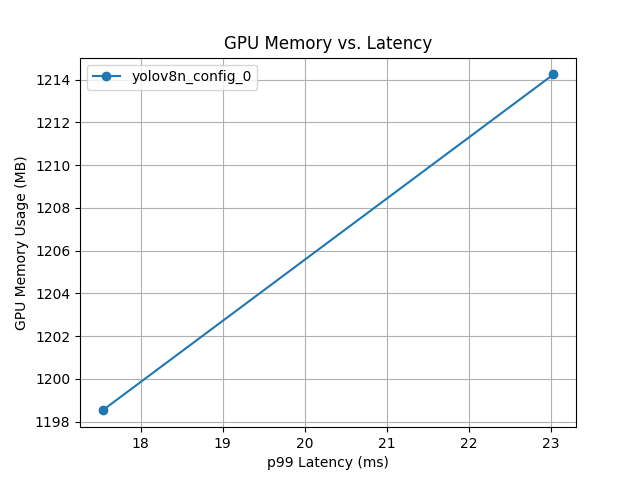 GPU Memory vs. Latency
yolov8n_config_0
GPU Memory Usage (MB)
1214
1212
1210
1208
1206
1204
1202
1200
1198
18 19 20 21 22 23
p99 Latency (ms)